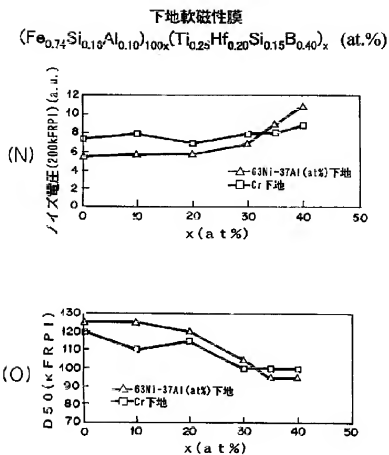 下地軟磁性膜
(Fe0.74Si0.16Al0.10)100x(Ti0.25Hf0.20Si0.15B0.40)x (at.%)
(N)
ノイズ電圧(200kFRPI)(a.u.)
12
10
8
6
4
2
0
63Ni-37Al(at%)下地
Cr下地
0 10 20 30 40 50
x(at%)
(O)
D50(κFRPI)
130
120
110
100
90
80
70
63Ni-37Al(at%)下地
Cr下地
0 10 20 30 40 50
x(at%)